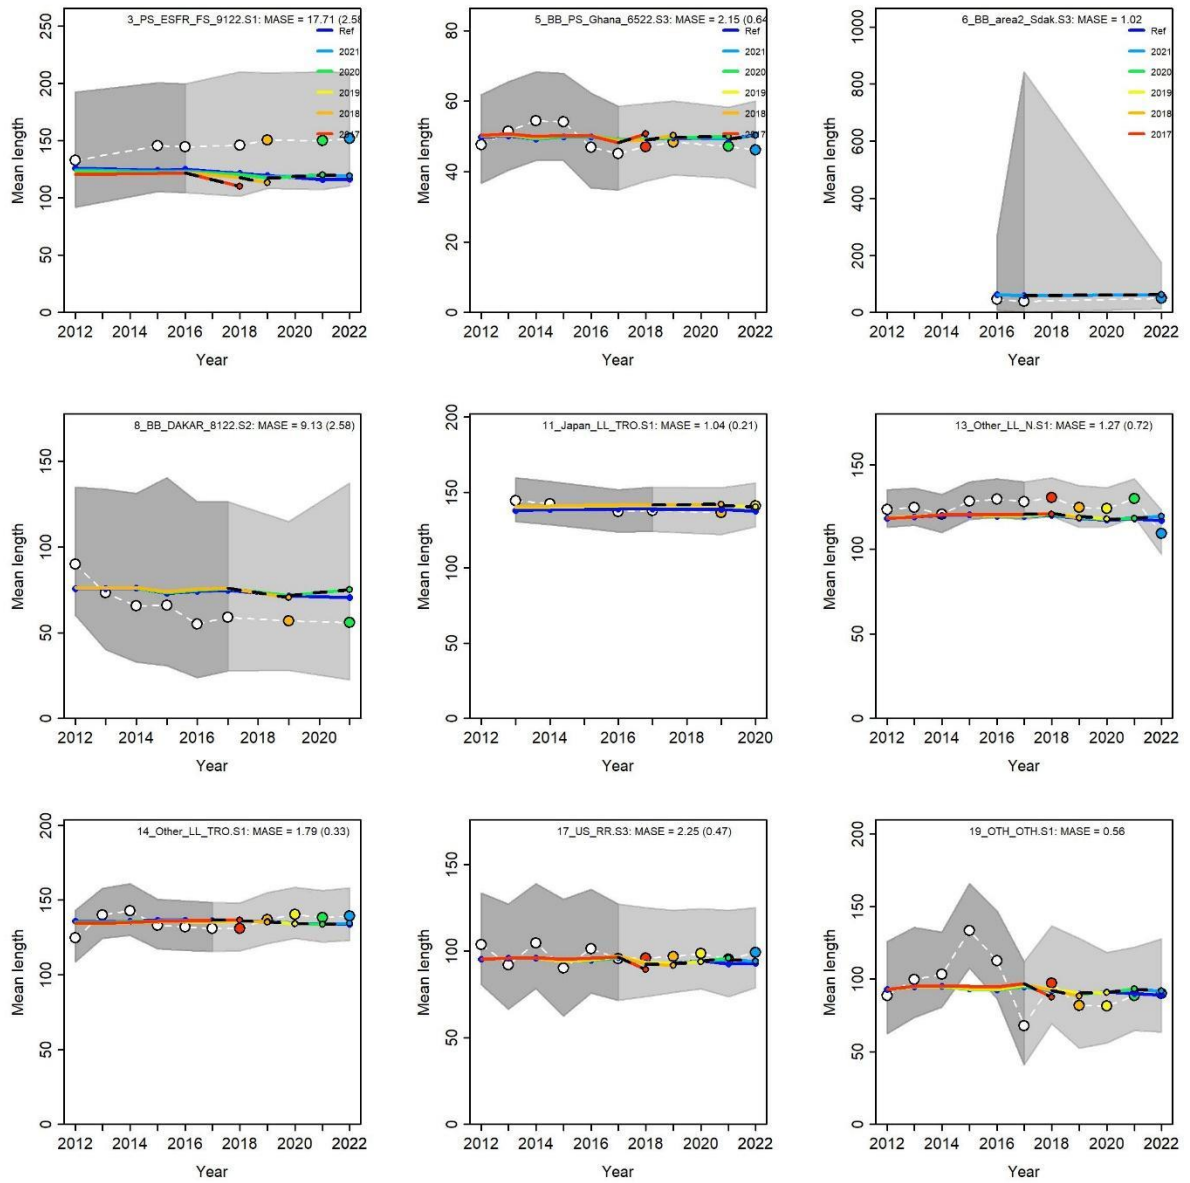 3_PS_ESFR_FS_9122.S1: MASE = 17.71 (2.58
Ref
2021
2020
2019
2018
2017
Mean length
0 50 100 150 200 250
2012 2014 2016 2018 2020 2022
Year
5_BB_PS_Ghana_6522.S3: MASE = 2.15 (0.64
Ref
2021
2020
2019
2018
2017
Mean length
0 20 40 60 80
2012 2014 2016 2018 2020 2022
Year
6_BB_area2_Sdak.S3: MASE = 1.02
Ref
2021
2020
2019
2018
2017
Mean length
0 200 400 600 800 1000
2012 2014 2016 2018 2020 2022
Year
8_BB_DAKAR_8122.S2: MASE = 9.13 (2.58)
Mean length
0 50 100 150
2012 2014 2016 2018 2020
Year
11_Japan_LL_TRO.S1: MASE = 1.04 (0.21)
Mean length
0 50 100 150 200
2012 2014 2016 2018 2020
Year
13_Other_LL_N.S1: MASE = 1.27 (0.72)
Mean length
0 50 100 150
2012 2014 2016 2018 2020 2022
Year
14_Other_LL_TRO.S1: MASE = 1.79 (0.33)
Mean length
0 50 100 150 200
2012 2014 2016 2018 2020 2022
Year
17_US_RR.S3: MASE = 2.25 (0.47)
Mean length
0 50 100 150
2012 2014 2016 2018 2020 2022
Year
19_OTH_OTH.S1: MASE = 0.56
Mean length
0 50 100 150 200
2012 2014 2016 2018 2020 2022
Year